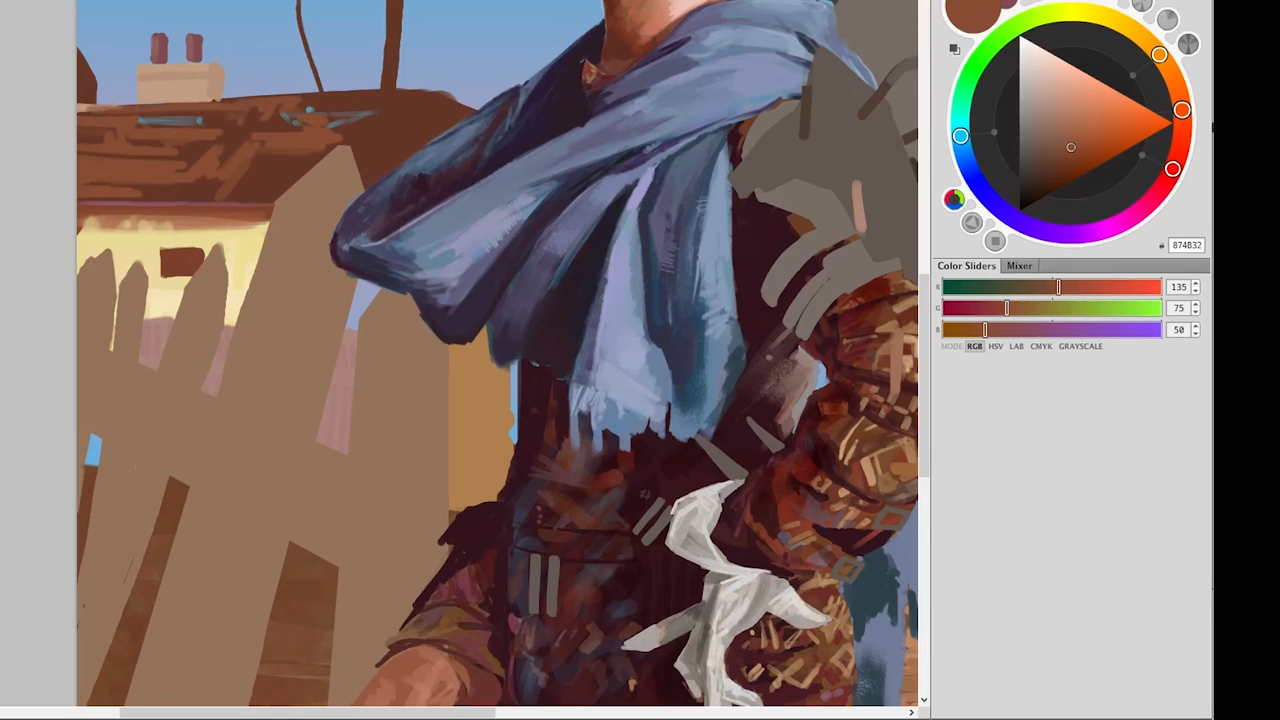 # 874B32
Color Sliders Mixer
R 135
G 75
B 50
MODE: RGB HSV LAB CMYK GRAYSCALE